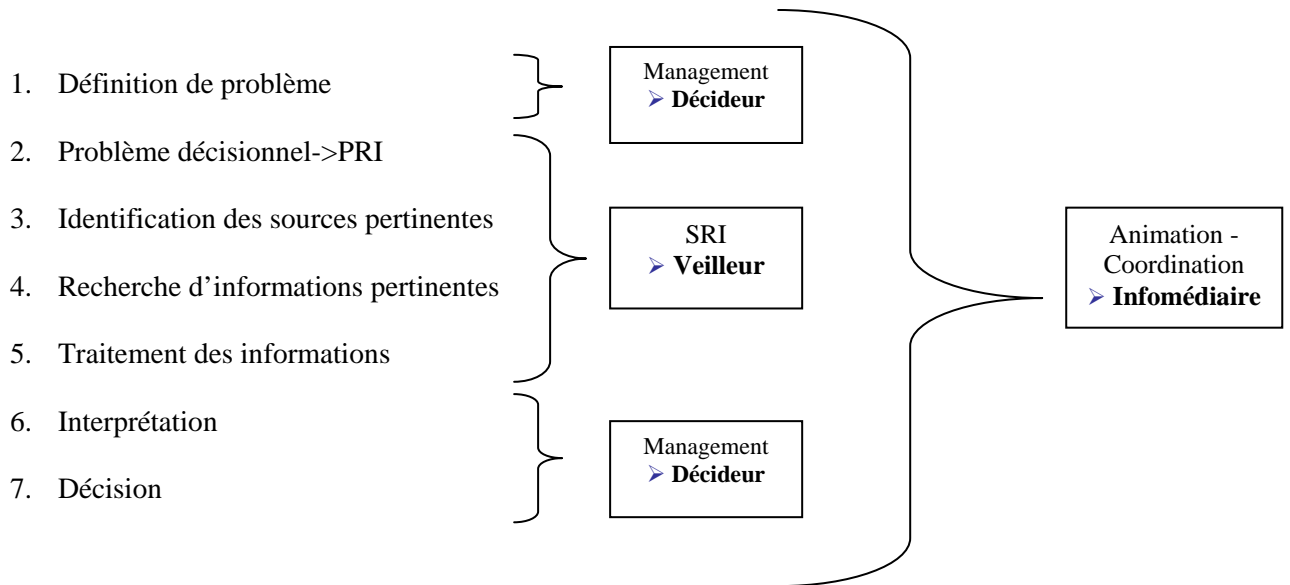 1. Définition de problème
2. Problème décisionnel->PRI
3. Identification des sources pertinentes
4. Recherche d’informations pertinentes
5. Traitement des informations
6. Interprétation
7. Décision
Management
➢ Décideur
SRI
➢ Veilleur
Management
➢ Décideur
Animation -
Coordination
➢ Infomédiaire